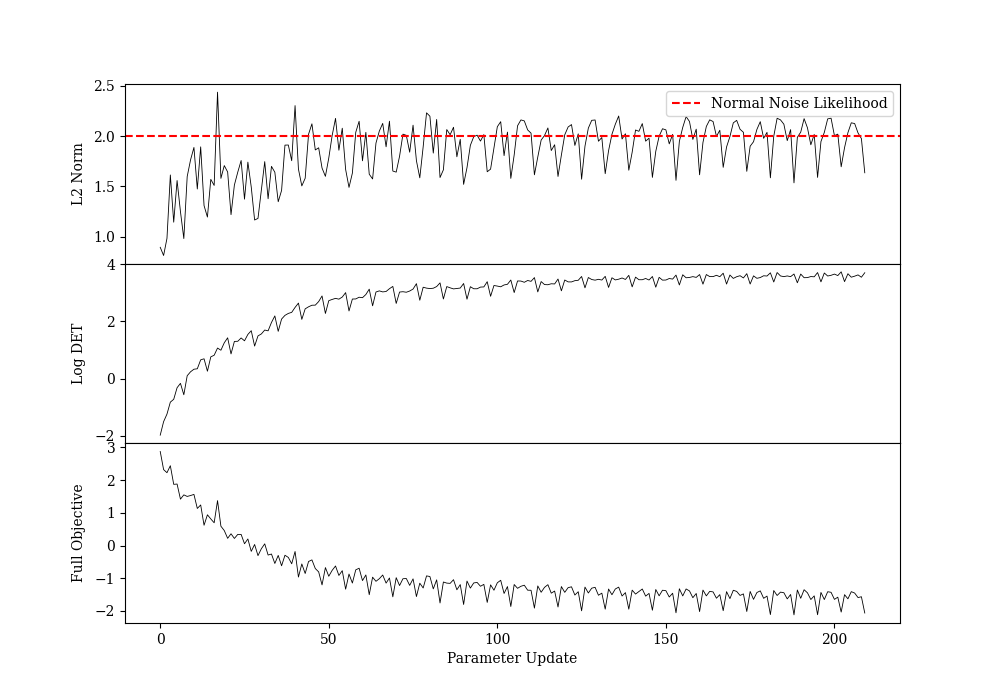 2.5
Normal Noise Likelihood
2.0
L2 Norm
1.5
1.0
4
2
Log DET
0
−2
3
2
1
Full Objective
0
−1
−2
0 50 100 150 200
Parameter Update